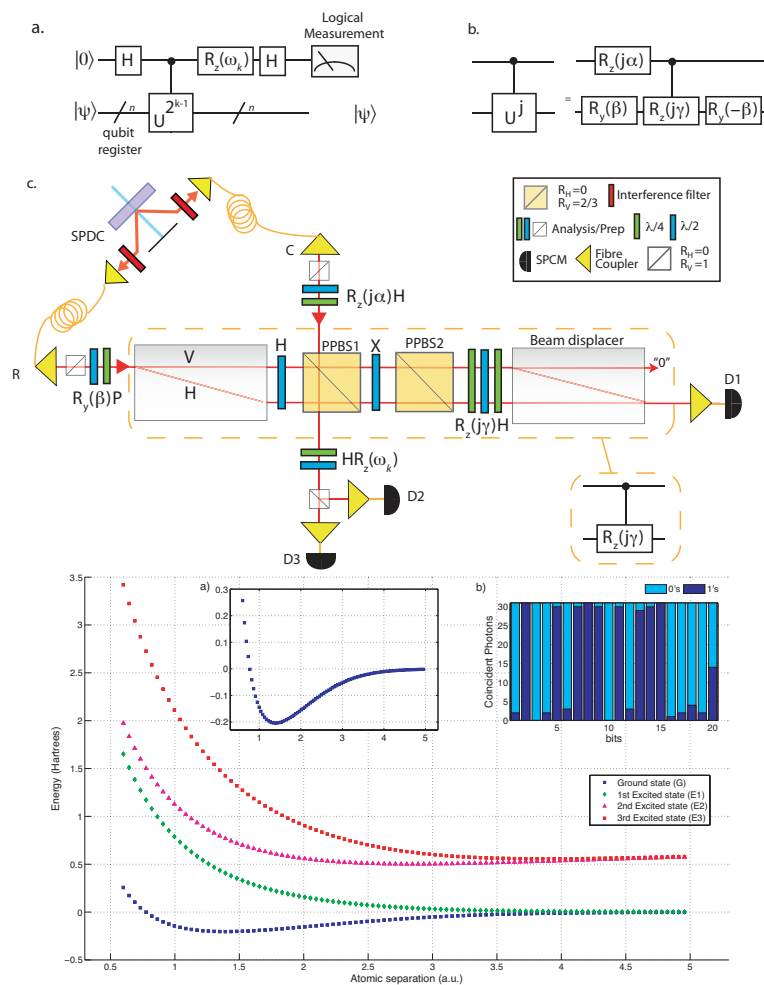 a.
Logical
Measurement
|0⟩ H R_z(ω_k) H
|ψ⟩ n U^{2^{k-1}} n |ψ⟩
qubit
register
b.
R_z(jα)
U^j = R_y(β) R_z(jγ) R_y(-β)
c.
SPDC
C
R_z(jα)H
R_H=0
R_V=2/3
Interference filter
Analysis/Prep λ/4 λ/2
SPCM Fibre
Coupler
R_H=0
R_V=1
R
R_y(β)P
V
H
H
PPBS1
X
PPBS2
R_z(jγ)H
Beam displacer
"0"
D1
HR_z(ω_k)
D2
D3
R_z(jγ)
3.5
3
2.5
2
1.5
1
0.5
0
−0.5
Energy (Hartrees)
a)
0.3
0.2
0.1
0
−0.1
−0.2
1 2 3 4 5
b)
0's 1's
30
25
20
15
10
5
0
Coincident Photons
5 10 15 20
bits
Ground state (G)
1st Excited state (E1)
2nd Excited state (E2)
3rd Excited state (E3)
0.5 1 1.5 2 2.5 3 3.5 4 4.5 5
Atomic separation (a.u.)